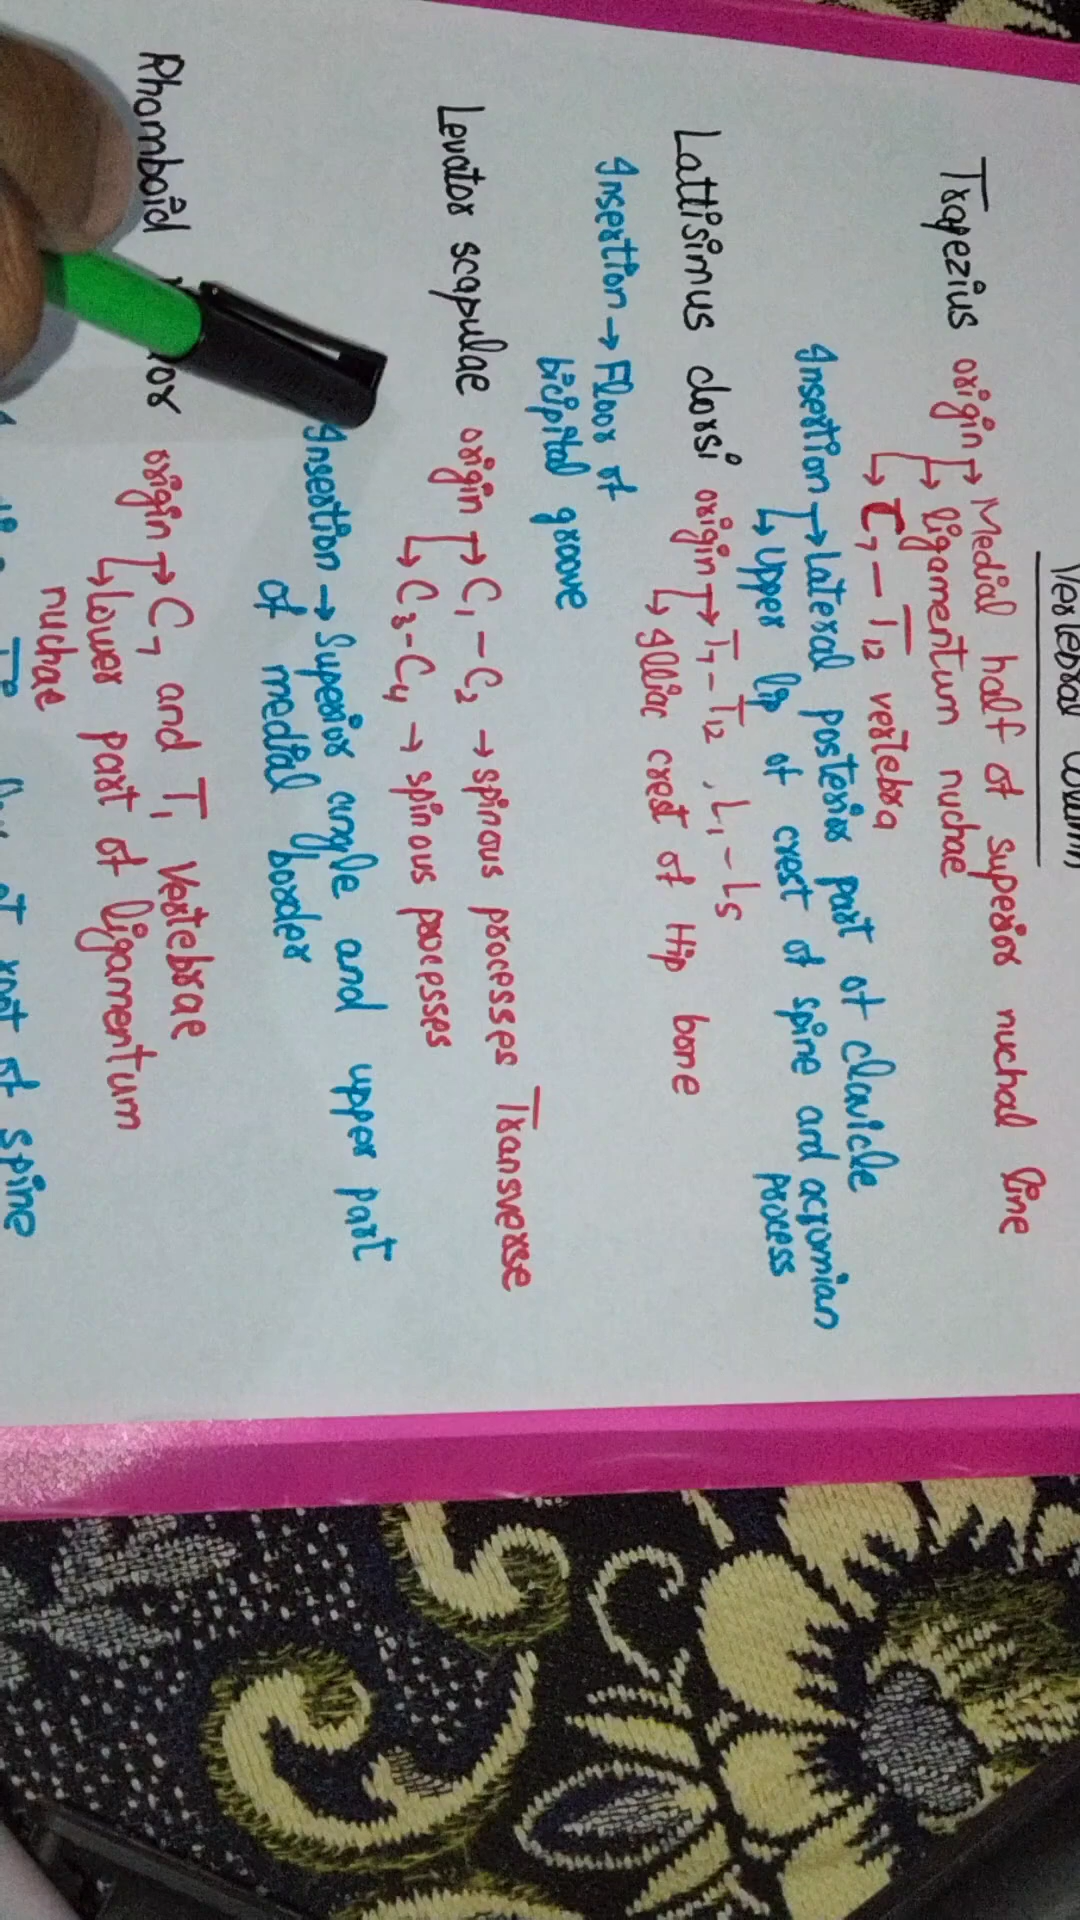 Vertebral Column
Trapezius origin → Medial half of superior nuchal line
→ ligamentum nuchae
→ C7 - T12 vertebra
Insertion → Lateral posterior part of clavicle
→ upper lip of crest of spine and acromian
process
Lattisimus dorsi origin → T7 - T12, L1 - L5
→ Illiac crest of Hip bone
Insertion → Floor of
bicipital groove
Levator scapulae origin → C1 - C2 → spinous processes Transverse
→ C3 - C4 → spinous processes
Insertion → Superior angle and upper part
of medial border
Rhomboid origin → C7 and T1 Vertebrae
→ Lower part of ligamentum
nuchae
of root of spine